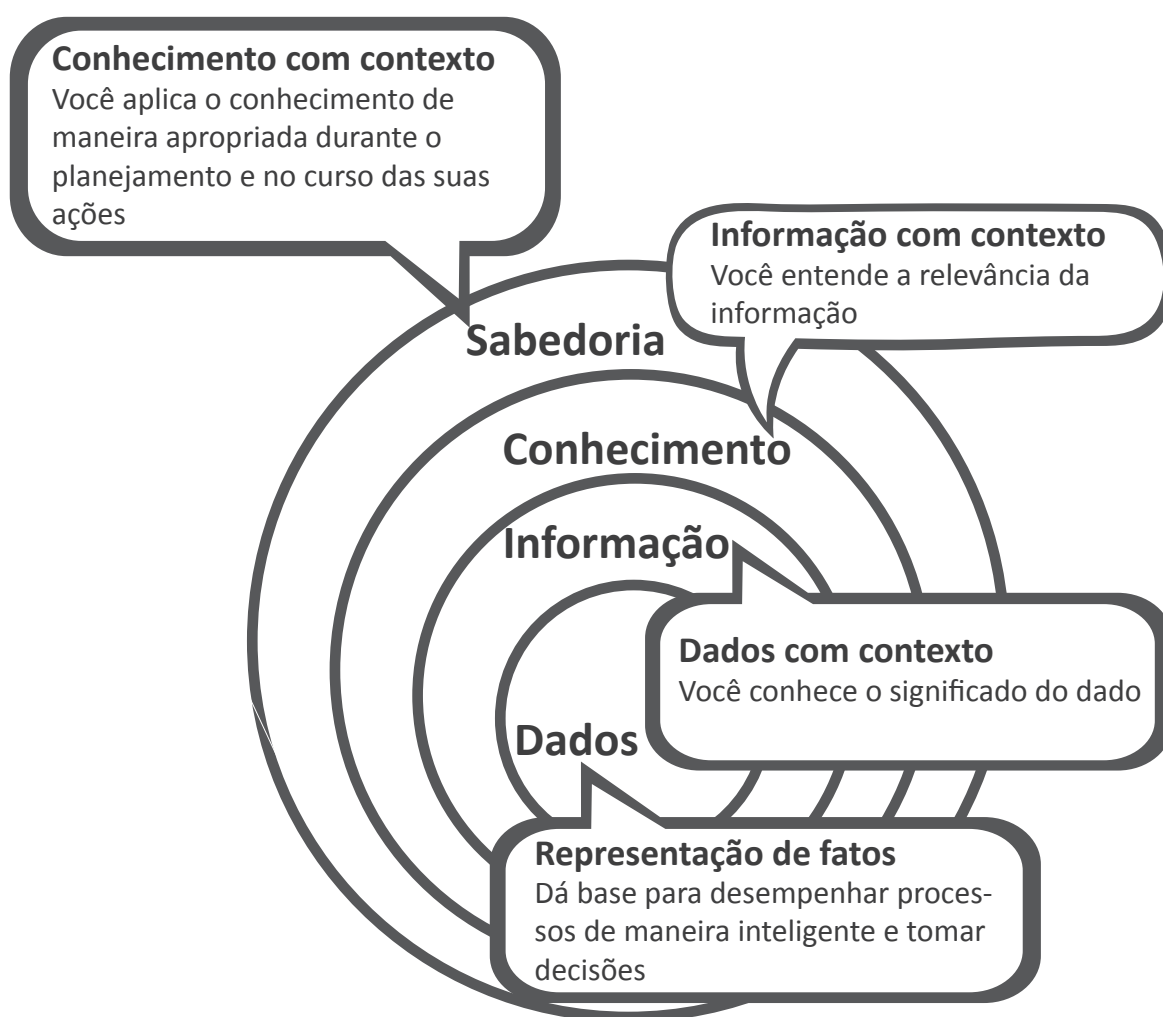 Conhecimento com contexto
Você aplica o conhecimento de
maneira apropriada durante o
planejamento e no curso das suas
ações
Informação com contexto
Você entende a relevância da
informação
Sabedoria
Conhecimento
Informação
Dados com contexto
Você conhece o significado do dado
Dados
Representação de fatos
Dá base para desempenhar proces-
sos de maneira inteligente e tomar
decisões